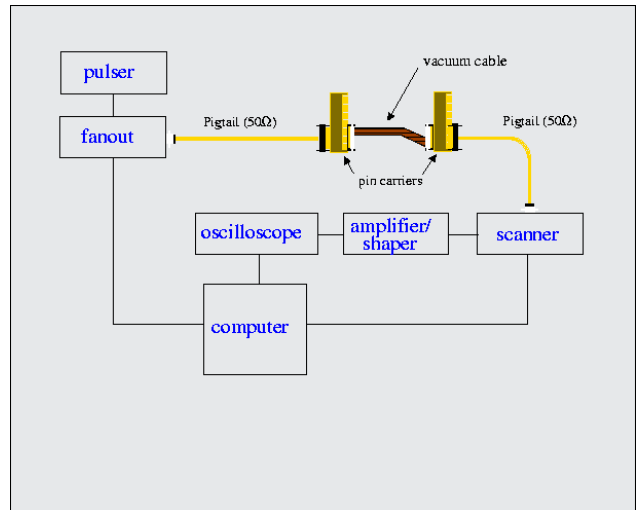 vacuum cable
pulser
Pigtail (50Ω)
Pigtail (50Ω)
fanout
pin carriers
oscilloscope
amplifier/
shaper
scanner
computer